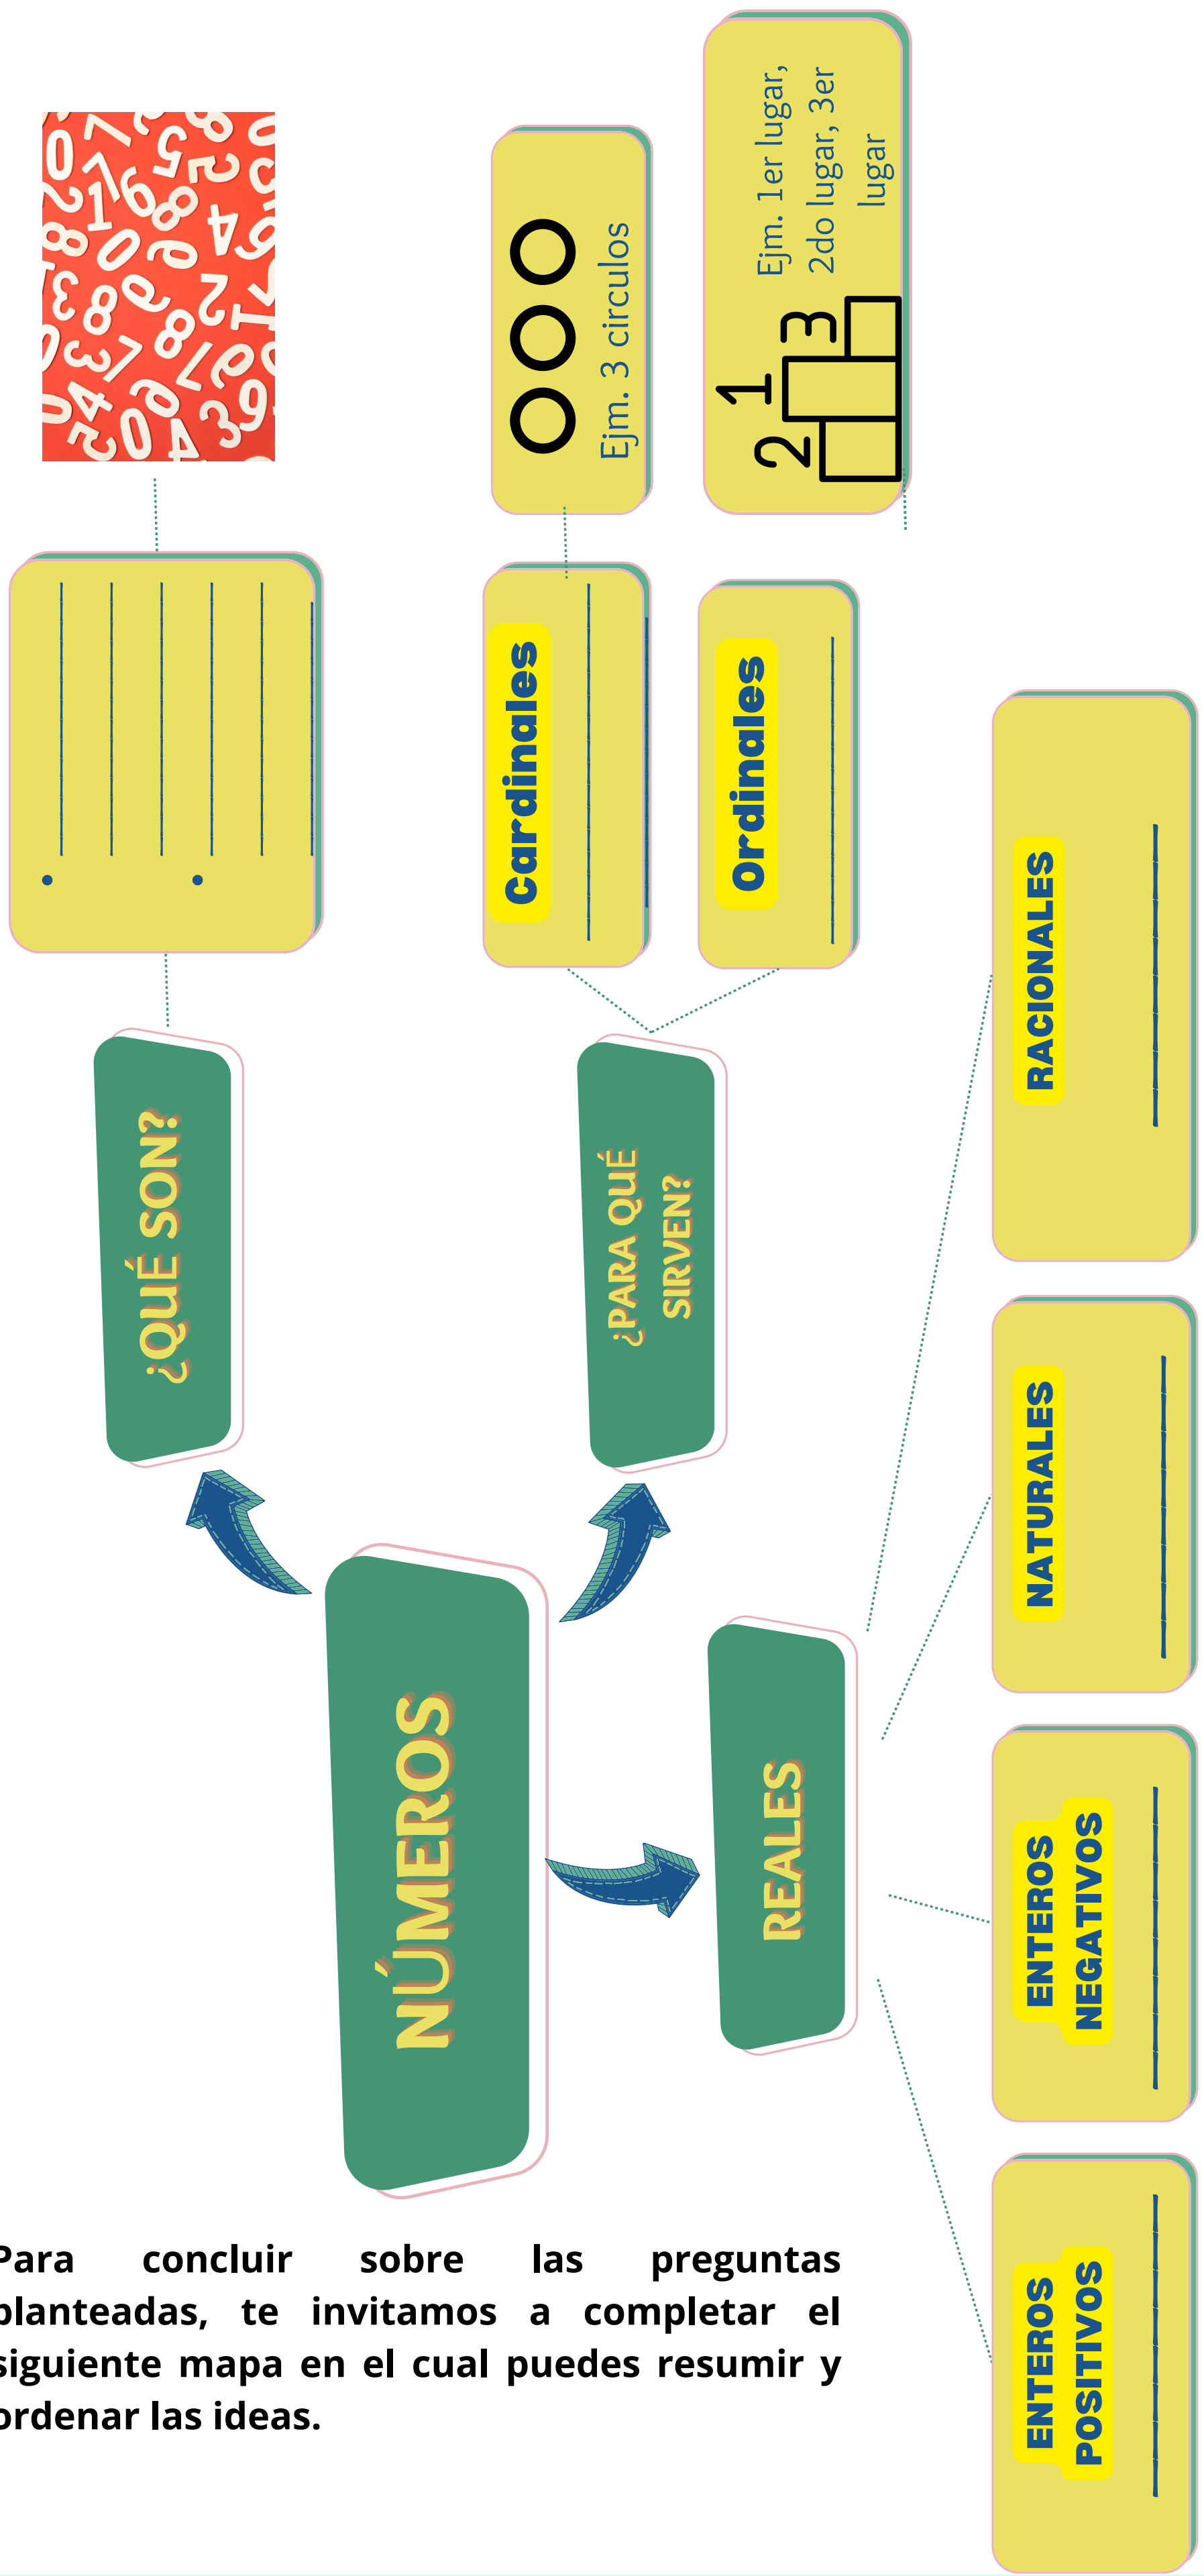 Para concluir sobre las preguntas
planteadas, te invitamos a completar el
siguiente mapa en el cual puedes resumir y
ordenar las ideas.
NÚMEROS
¿QUÉ SON?
¿PARA QUÉ
SIRVEN?
Cardinales
Ejm. 3 circulos
Ordinales
2 1 3
Ejm. 1er lugar,
2do lugar, 3er
lugar
REALES
ENTEROS
POSITIVOS
ENTEROS
NEGATIVOS
NATURALES
RACIONALES